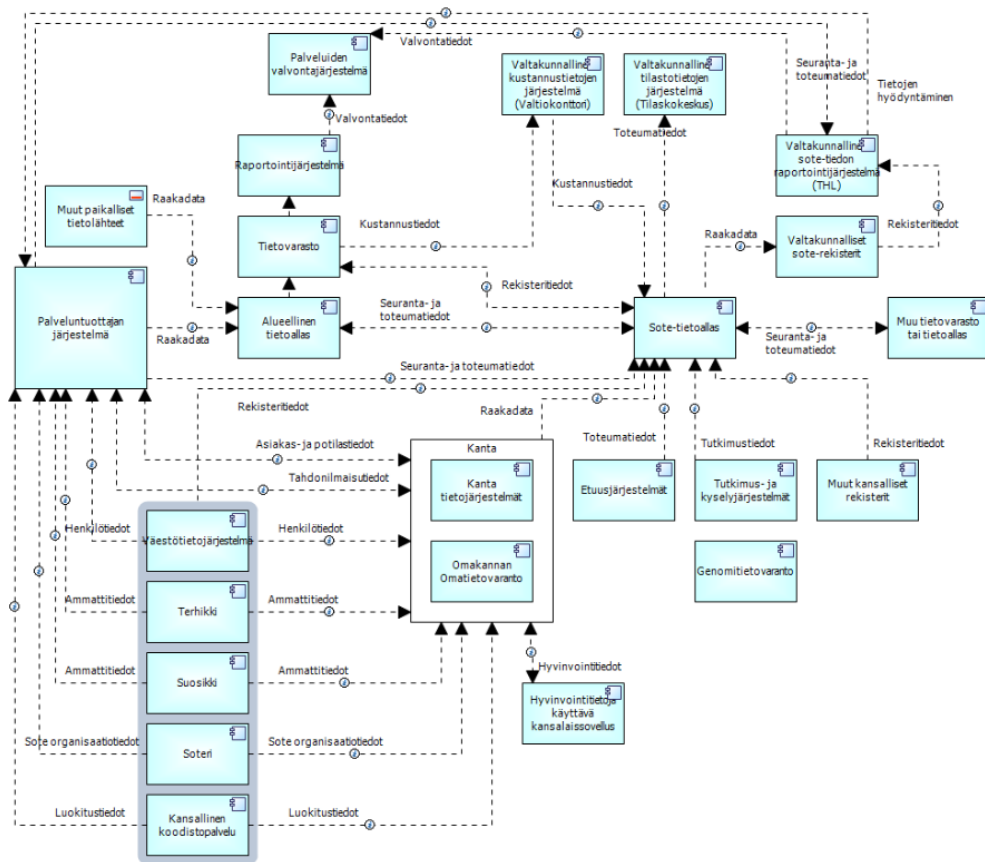 Valvontatiedot
Palveluiden
valvontajärjestelmä
Valtakunnalline
kustannustietojen
järjestelmä
(Valtiokonttori)
Valtakunnalline
tilastotietojen
järjestelmä
(Tilaskokeskus)
Seuranta- ja
toteumatiedot
Tietojen
hyödyntäminen
Valvontatiedot
Toteumatiedot
Raportointijärjestelmä
Valtakunnalline
sote-tiedon
raportointijärjestelmä
(THL)
Muut paikalliset
tietolähteet
Raakadata
Kustannustiedot
Tietovarasto
Kustannustiedot
Raakadata
Valtakunnalliset
sote-rekisterit
Rekisteritiedot
Rekisteritiedot
Palveluntuottajan
järjestelmä
Raakadata
Alueellinen
tietoallas
Seuranta- ja
toteumatiedot
Sote-tietoallas
Seuranta- ja
toteumatiedot
Muu tietovarasto
tai tietoallas
Seuranta- ja toteumatiedot
Rekisteritiedot
Raakadata
Asiakas- ja potilastiedot
Kanta
Toteumatiedot
Tutkimustiedot
Rekisteritiedot
Tahdonilmaisutiedot
Kanta
tietojärjestelmät
Etuusjärjestelmät
Tutkimus- ja
kyselyjärjestelmät
Muut kansalliset
rekisterit
Henkilötiedot
Väestötietojärjestelmä
Henkilötiedot
Omakannan
Omatietovaranto
Genomitietovaranto
Ammattitiedot
Terhikki
Ammattitiedot
Ammattitiedot
Suosikki
Ammattitiedot
Hyvinvointitiedot
Hyvinvointitietoja
käyttävä
kansalaissovellus
Sote organisaatiotiedot
Soteri
Sote organisaatiotiedot
Luokitustiedot
Kansallinen
koodistopalvelu
Luokitustiedot